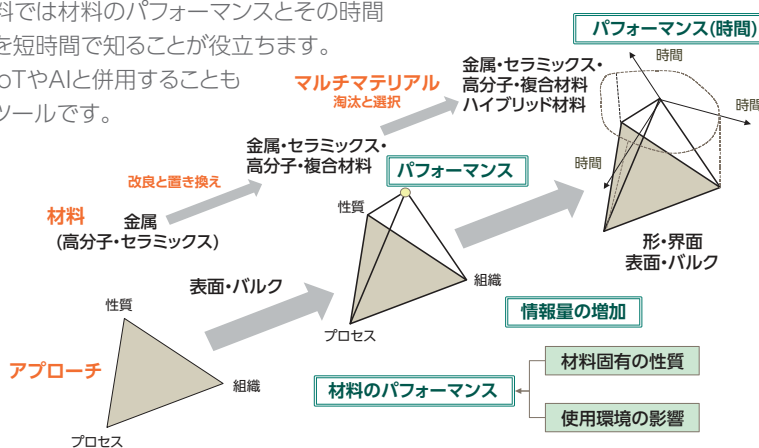 料では材料のパフォーマンスとその時間
を短時間で知ることが役立ちます。
oTやAIと併用することも
ツールです。
パフォーマンス(時間)
時間
時間
時間
マルチマテリアル
淘汰と選択
金属・セラミックス・
高分子・複合材料
ハイブリッド材料
金属・セラミックス・
高分子・複合材料
改良と置き換え
パフォーマンス
材料
金属
(高分子・セラミックス)
性質
組織
プロセス
形・界面
表面・バルク
表面・バルク
情報量の増加
アプローチ
性質
組織
プロセス
材料のパフォーマンス
材料固有の性質
使用環境の影響